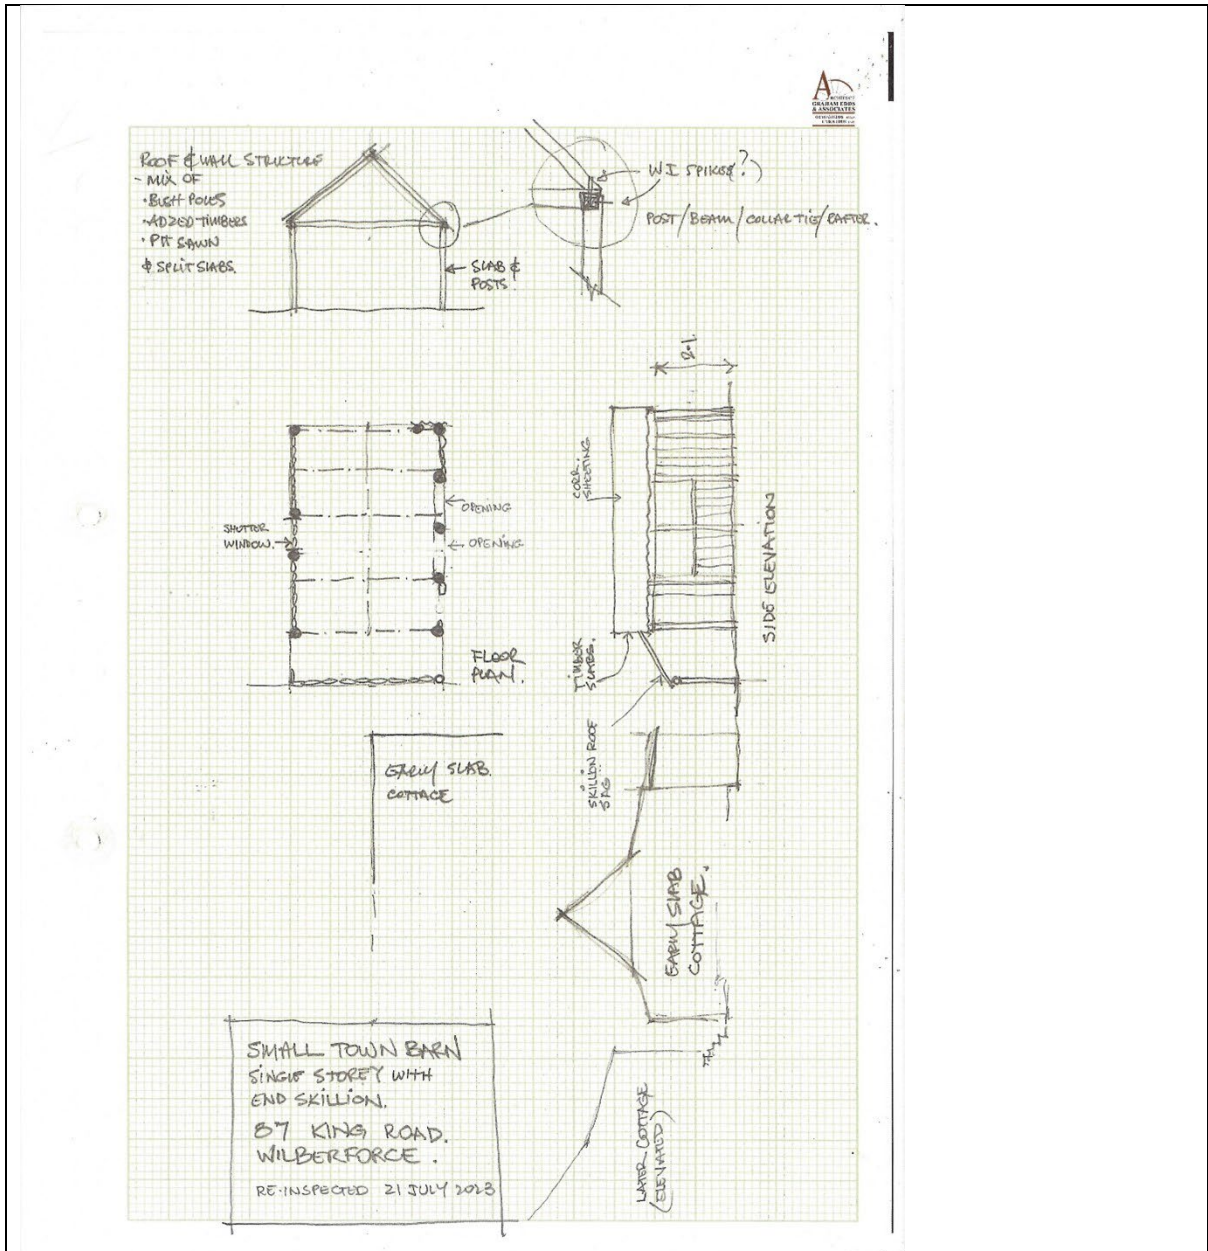 ARCHITECTS
GRAHAM EDDS
& ASSOCIATES
ROOF & WALL STRUCTURE
- MIX OF
• BUSH POLES
• ADZED TIMBERS
• PIT SAWN
& SPLIT SLABS.
SLAB &
POSTS
WI SPIKES(?)
POST/BEAM/COLLAR TIE/RAFTER.
2.1
SHUTTER
WINDOW.
OPENING
OPENING
FLOOR
PLAN.
CORR.
SHEETING
SIDE ELEVATION
TIMBER
SLABS.
SKILLION ROOF
SAG
EARLY SLAB
COTTAGE
EARLY SLAB
COTTAGE.
LATER COTTAGE
(ELEVATED)
SMALL TOWN BARN
SINGLE STOREY WITH
END SKILLION.
87 KING ROAD.
WILBERFORCE.
RE-INSPECTED 21 JULY 2023